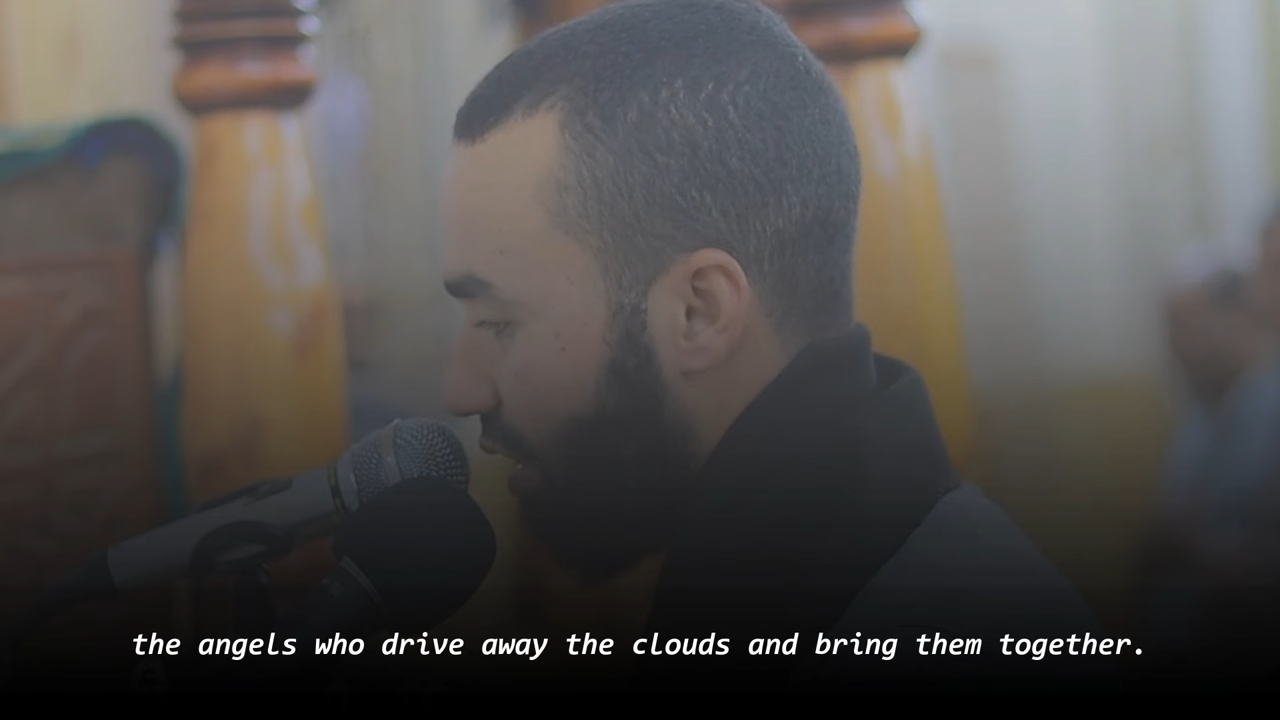 the angels who drive away the clouds and bring them together.